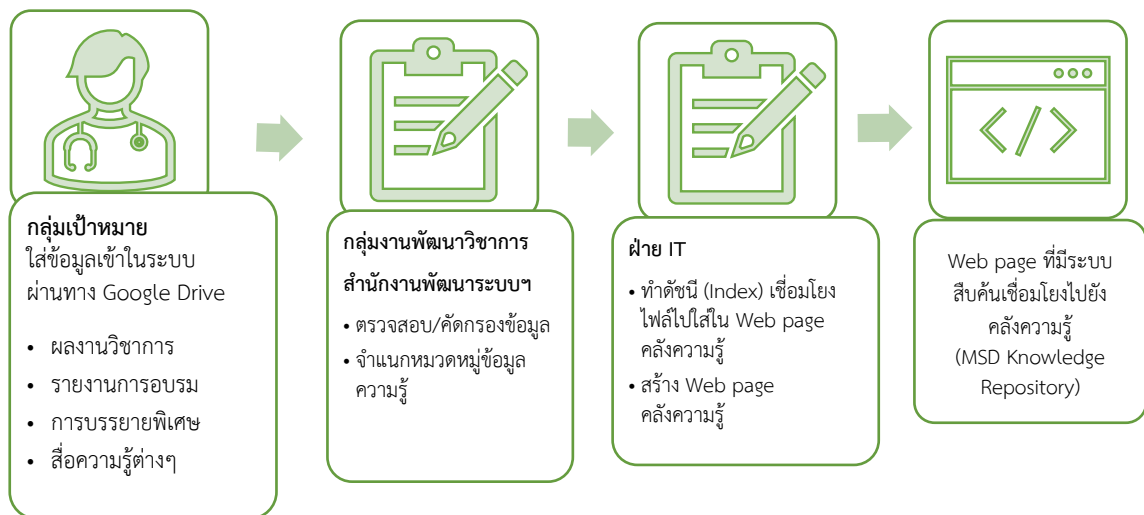 กลุ่มเป้าหมาย
ใส่ข้อมูลเข้าในระบบ
ผ่านทาง Google Drive
• ผลงานวิชาการ
• รายงานการอบรม
• การบรรยายพิเศษ
• สื่อความรู้ต่างๆ
กลุ่มงานพัฒนาวิชาการ
สำนักงานพัฒนาระบบฯ
• ตรวจสอบ/คัดกรองข้อมูล
• จำแนกหมวดหมู่ข้อมูล
ความรู้
ฝ่าย IT
• ทำดัชนี (Index) เชื่อมโยง
ไฟล์ไปใส่ใน Web page
คลังความรู้
• สร้าง Web page
คลังความรู้
Web page ที่มีระบบ
สืบค้นเชื่อมโยงไปยัง
คลังความรู้
(MSD Knowledge
Repository)